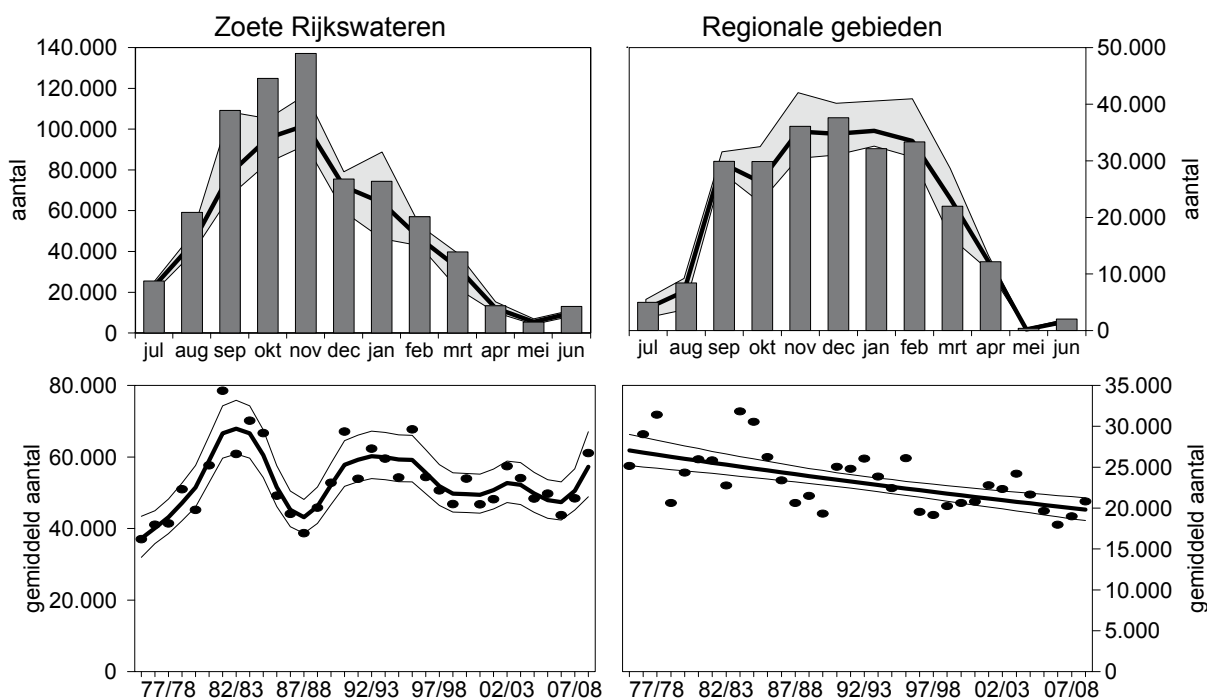 Zoete Rijkswateren
Regionale gebieden
140.000
120.000
100.000
80.000
60.000
40.000
20.000
0
aantal
jul aug sep okt nov dec jan feb mrt apr mei jun
50.000
40.000
30.000
20.000
10.000
0
aantal
jul aug sep okt nov dec jan feb mrt apr mei jun
80.000
60.000
40.000
20.000
0
gemiddeld aantal
77/78 82/83 87/88 92/93 97/98 02/03 07/08
35.000
30.000
25.000
20.000
15.000
10.000
5.000
0
gemiddeld aantal
77/78 82/83 87/88 92/93 97/98 02/03 07/08